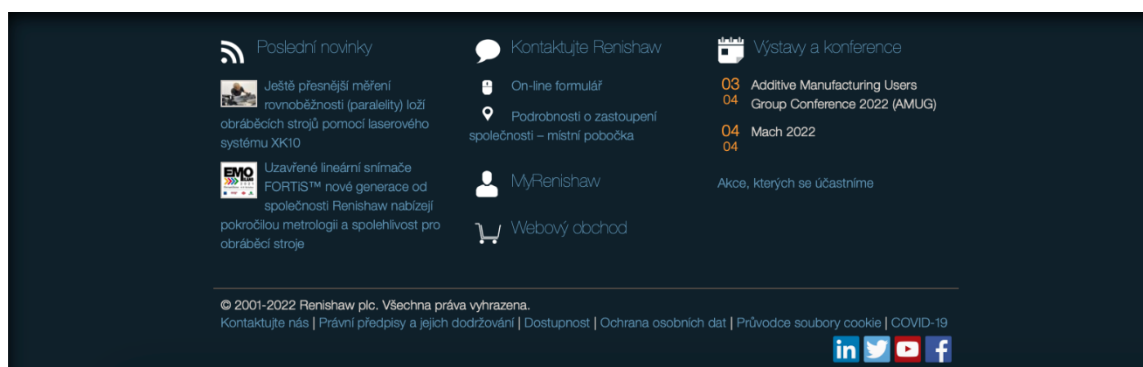 Poslední novinky
Ještě přesnější měření
rovnoběžnosti (paralelity) loží
obráběcích strojů pomocí laserového
systému XK10
EMO
Uzavřené lineární snímače
FORTiS™ nové generace od
společnosti Renishaw nabízejí
pokročilou metrologii a spolehlivost pro
obráběcí stroje
Kontaktujte Renishaw
On-line formulář
Podrobnosti o zastoupení
společnosti – místní pobočka
MyRenishaw
Webový obchod
Výstavy a konference
03
04
Additive Manufacturing Users
Group Conference 2022 (AMUG)
04
04
Mach 2022
Akce, kterých se účastníme
© 2001-2022 Renishaw plc. Všechna práva vyhrazena.
Kontaktujte nás | Právní předpisy a jejich dodržování | Dostupnost | Ochrana osobních dat | Průvodce soubory cookie | COVID-19
in
f